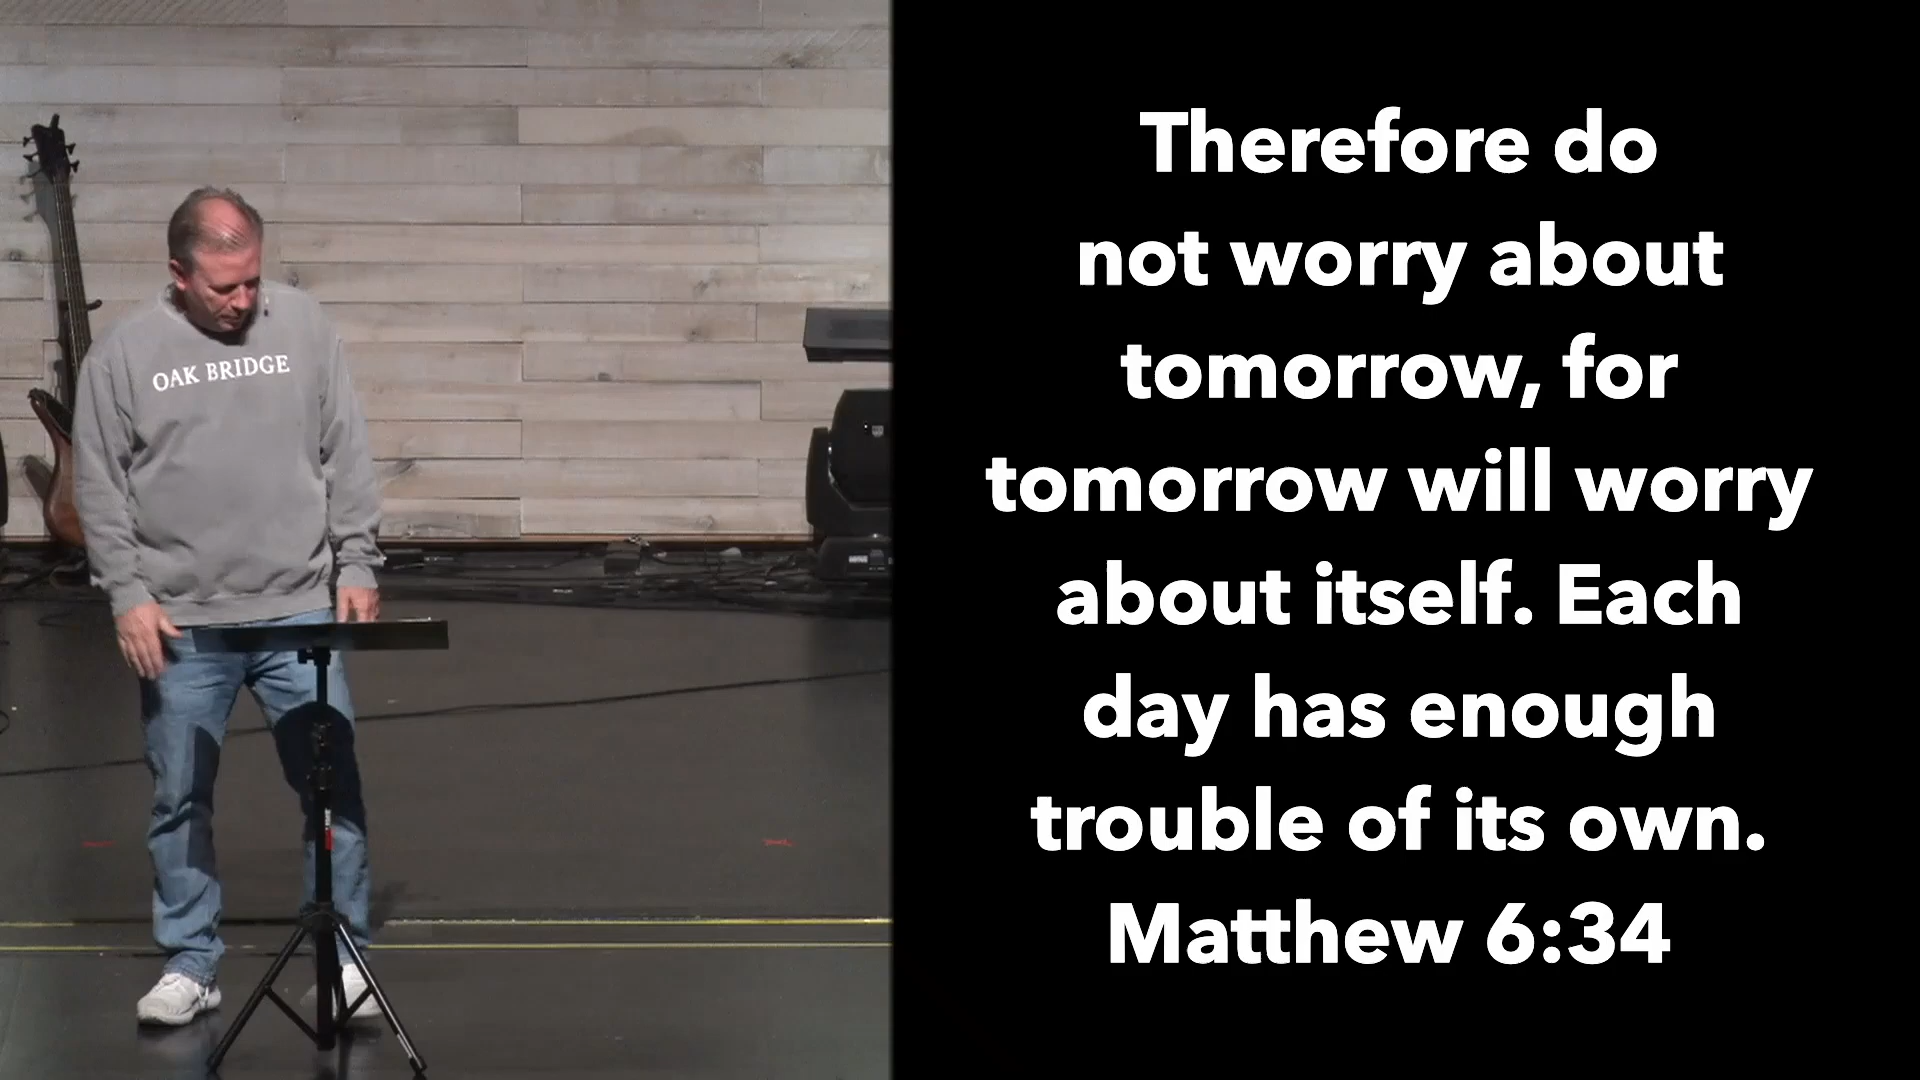 OAK BRIDGE
Therefore do
not worry about
tomorrow, for
tomorrow will worry
about itself. Each
day has enough
trouble of its own.
Matthew 6:34